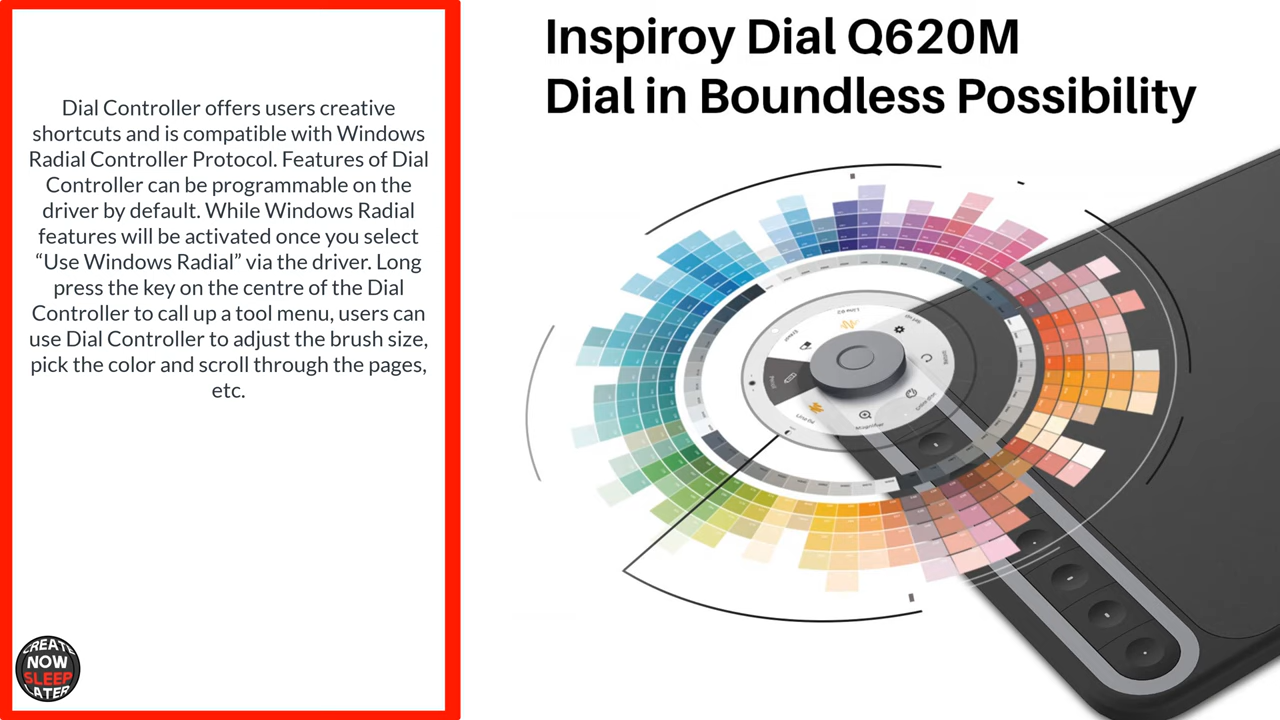 Inspiroy Dial Q620M
Dial in Boundless Possibility
Dial Controller offers users creative
shortcuts and is compatible with Windows
Radial Controller Protocol. Features of Dial
Controller can be programmable on the
driver by default. While Windows Radial
features will be activated once you select
“Use Windows Radial” via the driver. Long
press the key on the centre of the Dial
Controller to call up a tool menu, users can
use Dial Controller to adjust the brush size,
pick the color and scroll through the pages,
etc.
CREATE
NOW
SLEEP
LATER